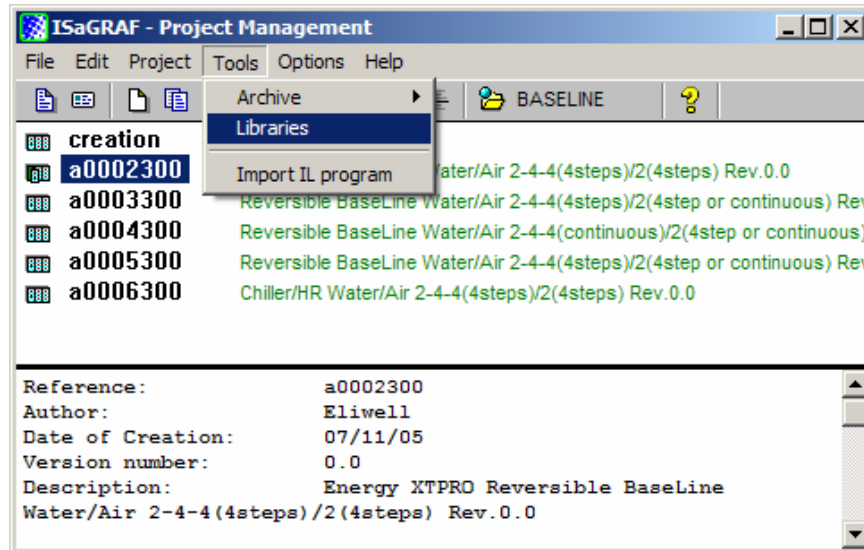 ISaGRAF - Project Management
File Edit Project Tools Options Help
BASELINE
Archive
Libraries
Import IL program
creation
a0002300 Water/Air 2-4-4(4steps)/2(4steps) Rev.0.0
a0003300 Reversible BaseLine Water/Air 2-4-4(4steps)/2(4step or continuous) Rev
a0004300 Reversible BaseLine Water/Air 2-4-4(continuous)/2(4step or continuous)
a0005300 Reversible BaseLine Water/Air 2-4-4(4steps)/2(4step or continuous) Rev
a0006300 Chiller/HR Water/Air 2-4-4(4steps)/2(4steps) Rev.0.0
Reference: a0002300
Author: Eliwell
Date of Creation: 07/11/05
Version number: 0.0
Description: Energy XTPRO Reversible BaseLine
Water/Air 2-4-4(4steps)/2(4steps) Rev.0.0